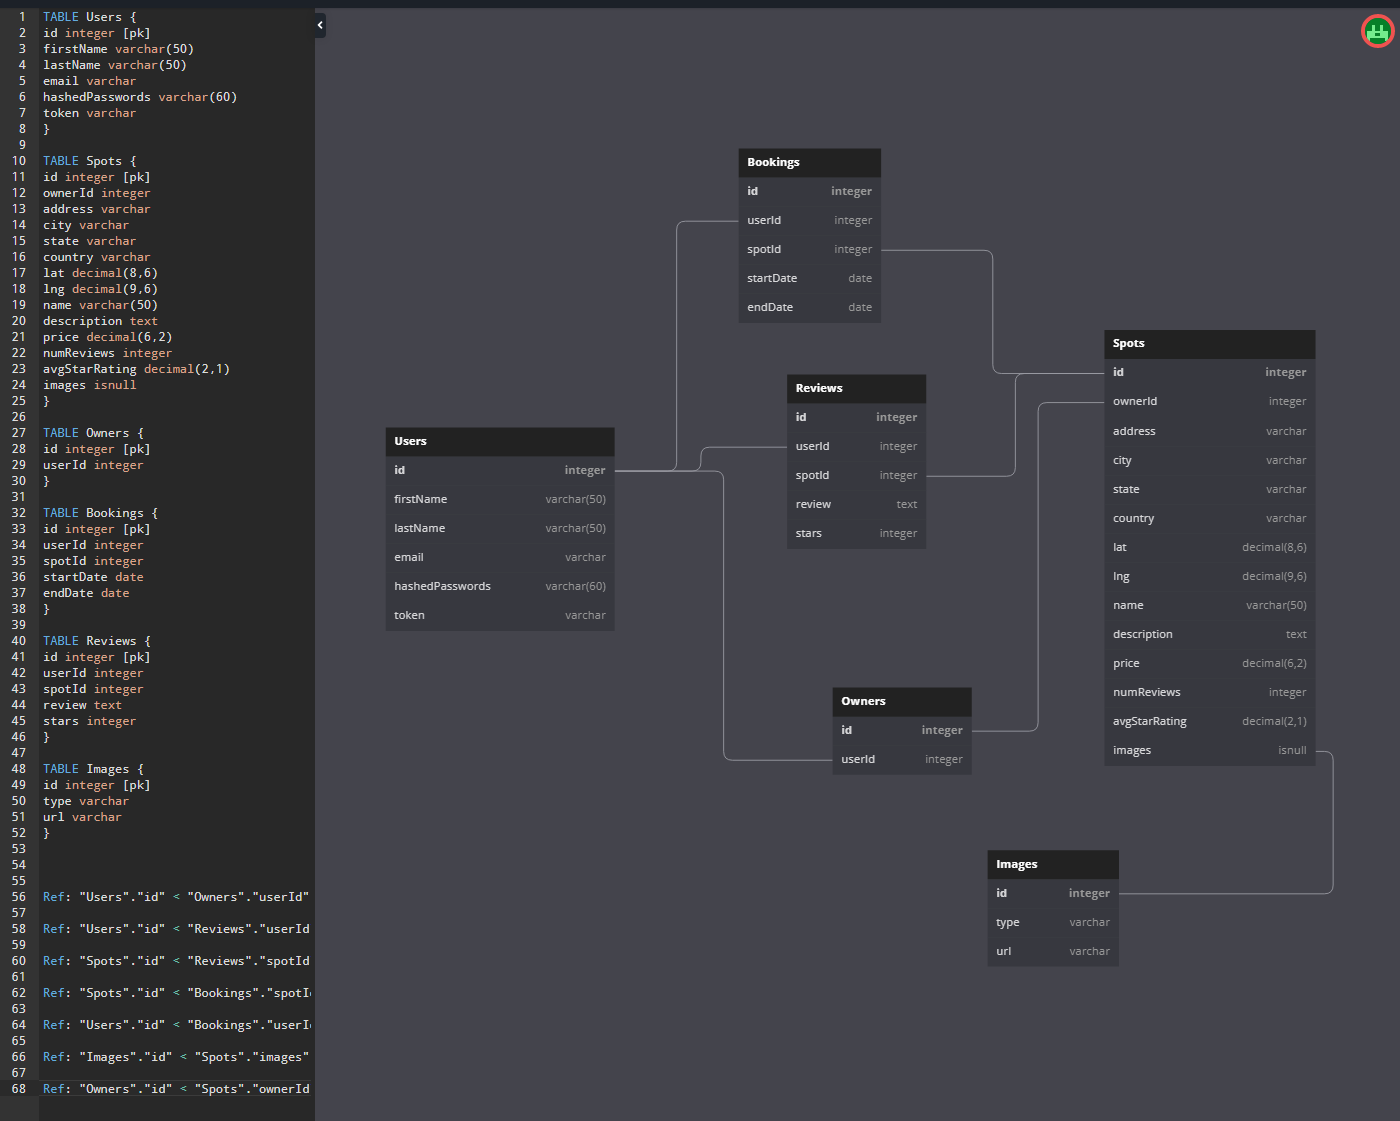 1 TABLE Users {
2 id integer [pk]
3 firstName varchar(50)
4 lastName varchar(50)
5 email varchar
6 hashedPasswords varchar(60)
7 token varchar
8 }
9
10 TABLE Spots {
11 id integer [pk]
12 ownerId integer
13 address varchar
14 city varchar
15 state varchar
16 country varchar
17 lat decimal(8,6)
18 lng decimal(9,6)
19 name varchar(50)
20 description text
21 price decimal(6,2)
22 numReviews integer
23 avgStarRating decimal(2,1)
24 images isnull
25 }
26
27 TABLE Owners {
28 id integer [pk]
29 userId integer
30 }
31
32 TABLE Bookings {
33 id integer [pk]
34 userId integer
35 spotId integer
36 startDate date
37 endDate date
38 }
39
40 TABLE Reviews {
41 id integer [pk]
42 userId integer
43 spotId integer
44 review text
45 stars integer
46 }
47
48 TABLE Images {
49 id integer [pk]
50 type varchar
51 url varchar
52 }
53
54
55
56 Ref: "Users"."id" < "Owners"."userId"
57
58 Ref: "Users"."id" < "Reviews"."userId
59
60 Ref: "Spots"."id" < "Reviews"."spotId
61
62 Ref: "Spots"."id" < "Bookings"."spotI
63
64 Ref: "Users"."id" < "Bookings"."userI
65
66 Ref: "Images"."id" < "Spots"."images"
67
68 Ref: "Owners"."id" < "Spots"."ownerId
Bookings
id integer
userId integer
spotId integer
startDate date
endDate date
Reviews
id integer
userId integer
spotId integer
review text
stars integer
Users
id integer
firstName varchar(50)
lastName varchar(50)
email varchar
hashedPasswords varchar(60)
token varchar
Spots
id integer
ownerId integer
address varchar
city varchar
state varchar
country varchar
lat decimal(8,6)
lng decimal(9,6)
name varchar(50)
description text
price decimal(6,2)
numReviews integer
avgStarRating decimal(2,1)
images isnull
Owners
id integer
userId integer
Images
id integer
type varchar
url varchar